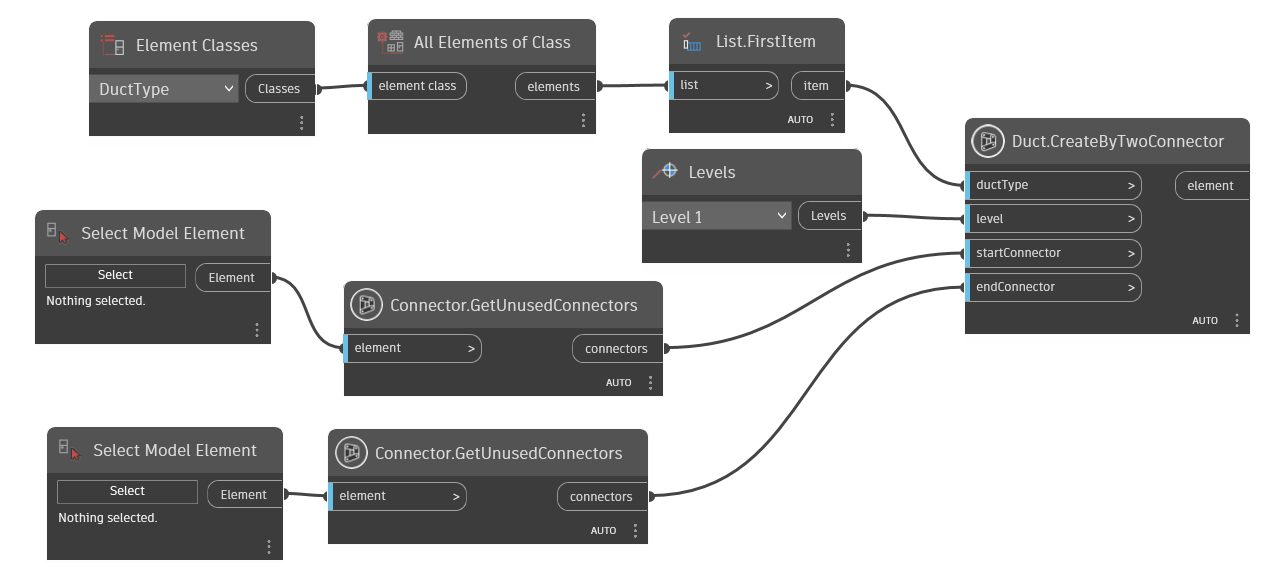 Element Classes
DuctType
Classes
All Elements of Class
element class
elements
List.FirstItem
list >
item
AUTO
Levels
Level 1
Levels
Duct.CreateByTwoConnector
ductType >
element
level >
startConnector >
endConnector >
AUTO
Select Model Element
Select
Element
Nothing selected.
Connector.GetUnusedConnectors
element >
connectors
AUTO
Select Model Element
Select
Element
Nothing selected.
Connector.GetUnusedConnectors
element >
connectors
AUTO